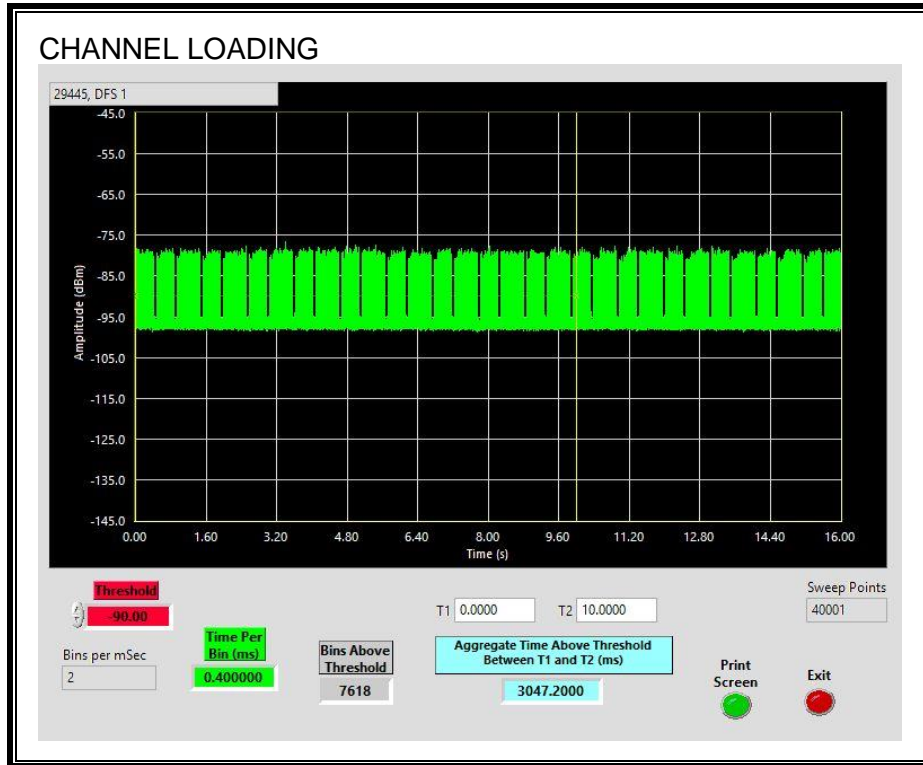 CHANNEL LOADING
29445, DFS 1
-45.0
-55.0
-65.0
-75.0
-85.0
-95.0
-105.0
-115.0
-125.0
-135.0
-145.0
Amplitude (dBm)
0.00 1.60 3.20 4.80 6.40 8.00 9.60 11.20 12.80 14.40 16.00
Time (s)
Threshold
-90.00
Bins per mSec
2
Time Per
Bin (ms)
0.400000
Bins Above
Threshold
7618
T1 0.0000 T2 10.0000
Aggregate Time Above Threshold
Between T1 and T2 (ms)
3047.2000
Sweep Points
40001
Print
Screen
Exit